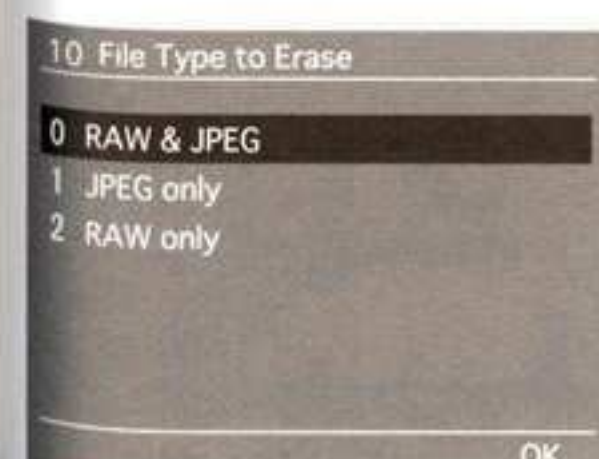 10 File Type to Erase
0 RAW & JPEG
1 JPEG only
2 RAW only
OK